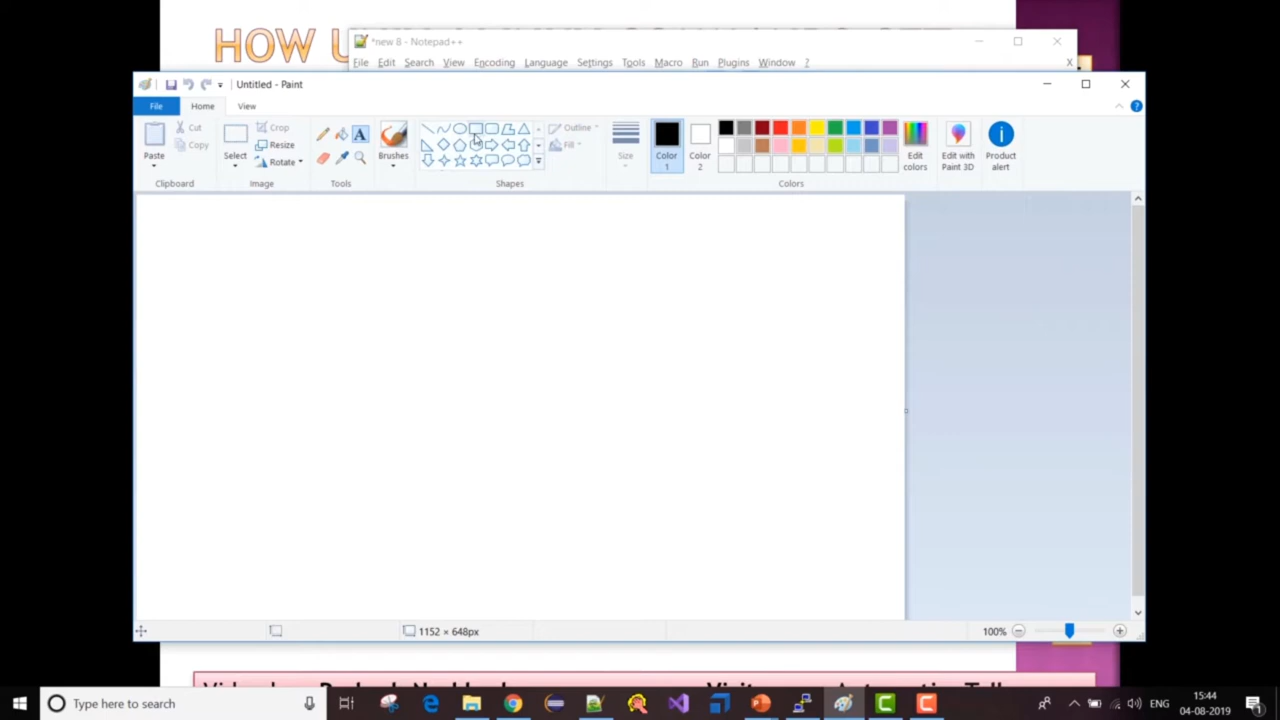 HOW
*new 8 - Notepad++
File Edit Search View Encoding Language Settings Tools Macro Run Plugins Window ? X
Untitled - Paint
File Home View
Paste Cut Copy Clipboard
Select Crop Resize Rotate Image
A Tools
Brushes
Shapes
Outline Fill
Size
Color 1
Color 2
Colors
Edit colors
Edit with Paint 3D
Product alert
1152 × 648px
100%
Type here to search
ENG
15:44
04-08-2019
1